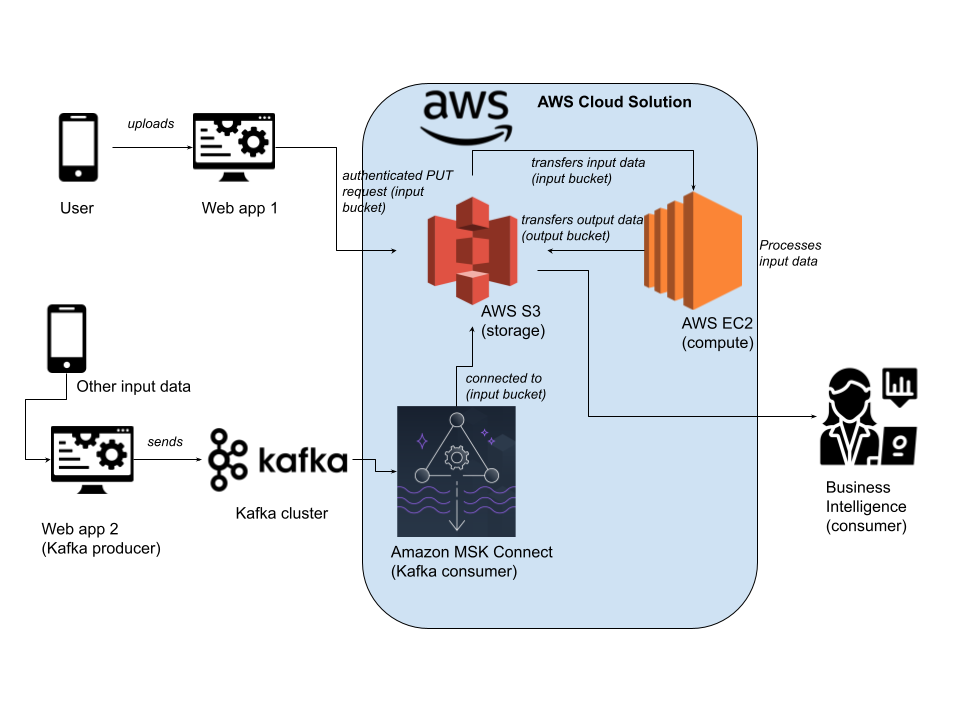 aws
AWS Cloud Solution
uploads
User
Web app 1
authenticated PUT
request (input
bucket)
transfers input data
(input bucket)
transfers output data
(output bucket)
Processes
input data
AWS S3
(storage)
AWS EC2
(compute)
Other input data
connected to
(input bucket)
sends
kafka
Kafka cluster
Web app 2
(Kafka producer)
Amazon MSK Connect
(Kafka consumer)
Business
Intelligence
(consumer)